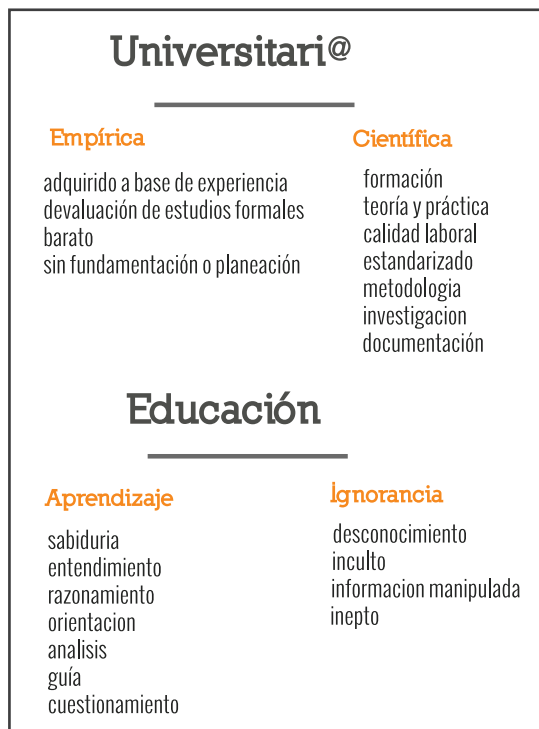 Universitari@
Empírica
adquirido a base de experiencia
devaluación de estudios formales
barato
sin fundamentación o planeación
Científica
formación
teoría y práctica
calidad laboral
estandarizado
metodologia
investigacion
documentación
Educación
Aprendizaje
sabiduria
entendimiento
razonamiento
orientacion
analisis
guía
cuestionamiento
Ignorancia
desconocimiento
inculto
informacion manipulada
inepto